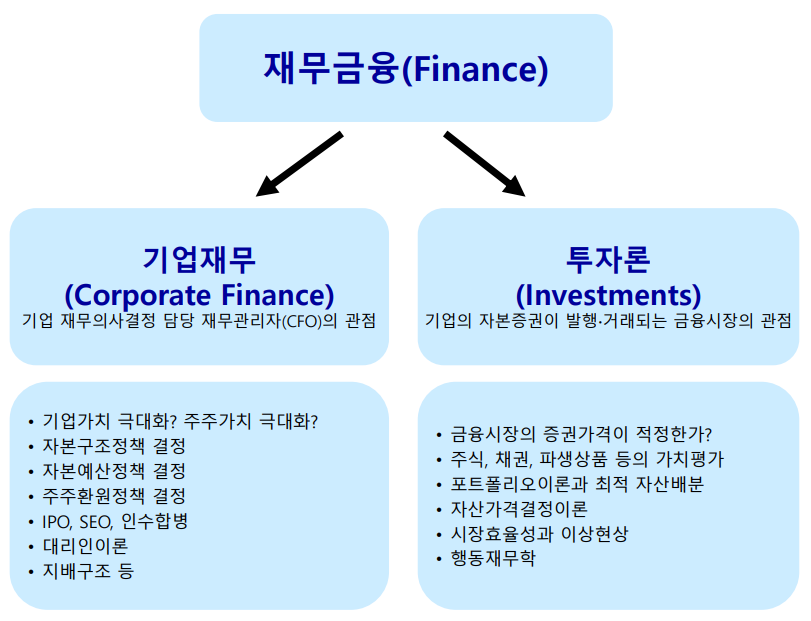 재무금융(Finance)
기업재무
(Corporate Finance)
기업 재무의사결정 담당 재무관리자(CFO)의 관점
• 기업가치 극대화? 주주가치 극대화?
• 자본구조정책 결정
• 자본예산정책 결정
• 주주환원정책 결정
• IPO, SEO, 인수합병
• 대리인이론
• 지배구조 등
투자론
(Investments)
기업의 자본증권이 발행·거래되는 금융시장의 관점
• 금융시장의 증권가격이 적정한가?
• 주식, 채권, 파생상품 등의 가치평가
• 포트폴리오이론과 최적 자산배분
• 자산가격결정이론
• 시장효율성과 이상현상
• 행동재무학